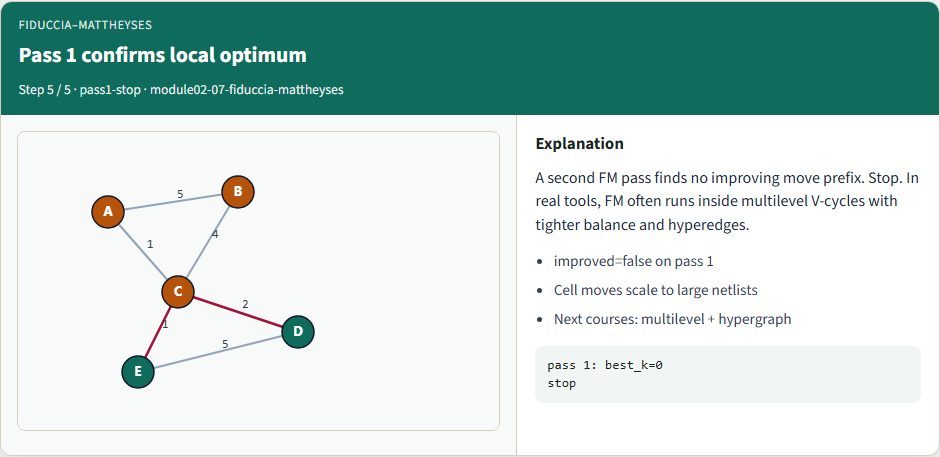 FIDUCCIA–MATTHEYSES
Pass 1 confirms local optimum
Step 5 / 5 · pass1-stop · module02-07-fiduccia-mattheyses
A
B
C
D
E
5
1
4
2
1
5
Explanation
A second FM pass finds no improving move prefix. Stop. In
real tools, FM often runs inside multilevel V-cycles with
tighter balance and hyperedges.
• improved=false on pass 1
• Cell moves scale to large netlists
• Next courses: multilevel + hypergraph
pass 1: best_k=0
stop